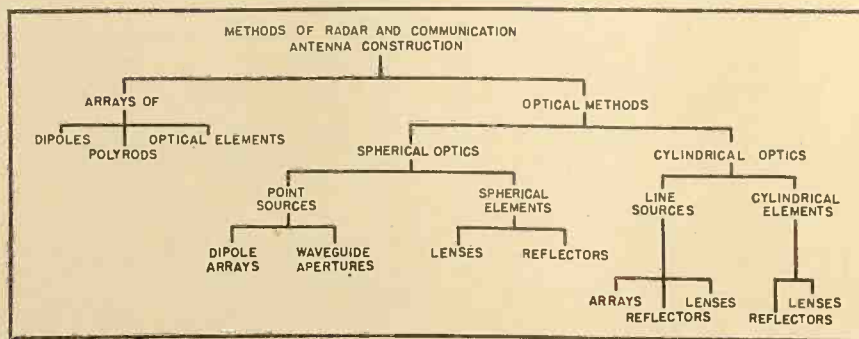 METHODS OF RADAR AND COMMUNICATION
ANTENNA CONSTRUCTION
ARRAYS OF
OPTICAL METHODS
DIPOLES
OPTICAL ELEMENTS
POLYRODS
SPHERICAL OPTICS
CYLINDRICAL OPTICS
POINT
SOURCES
SPHERICAL
ELEMENTS
LINE
SOURCES
CYLINDRICAL
ELEMENTS
DIPOLE
ARRAYS
WAVEGUIDE
APERTURES
LENSES
REFLECTORS
ARRAYS
LENSES
REFLECTORS
LENSES
REFLECTORS